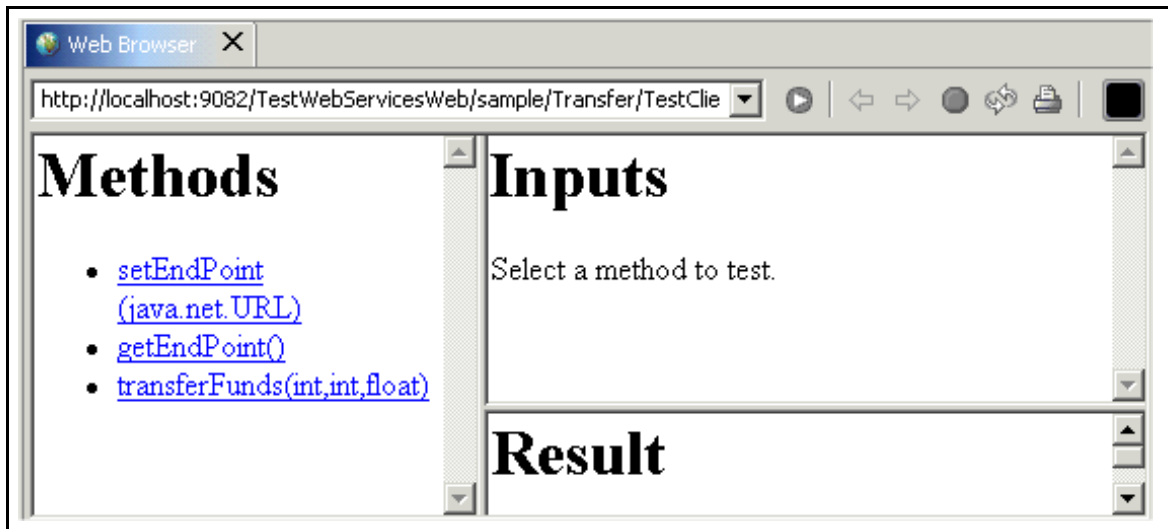 Web Browser
http://localhost:9082/TestWebServicesWeb/sample/Transfer/TestClie
Methods
setEndPoint
(java.net.URL)
getEndPoint()
transferFunds(int,int,float)
Inputs
Select a method to test.
Result